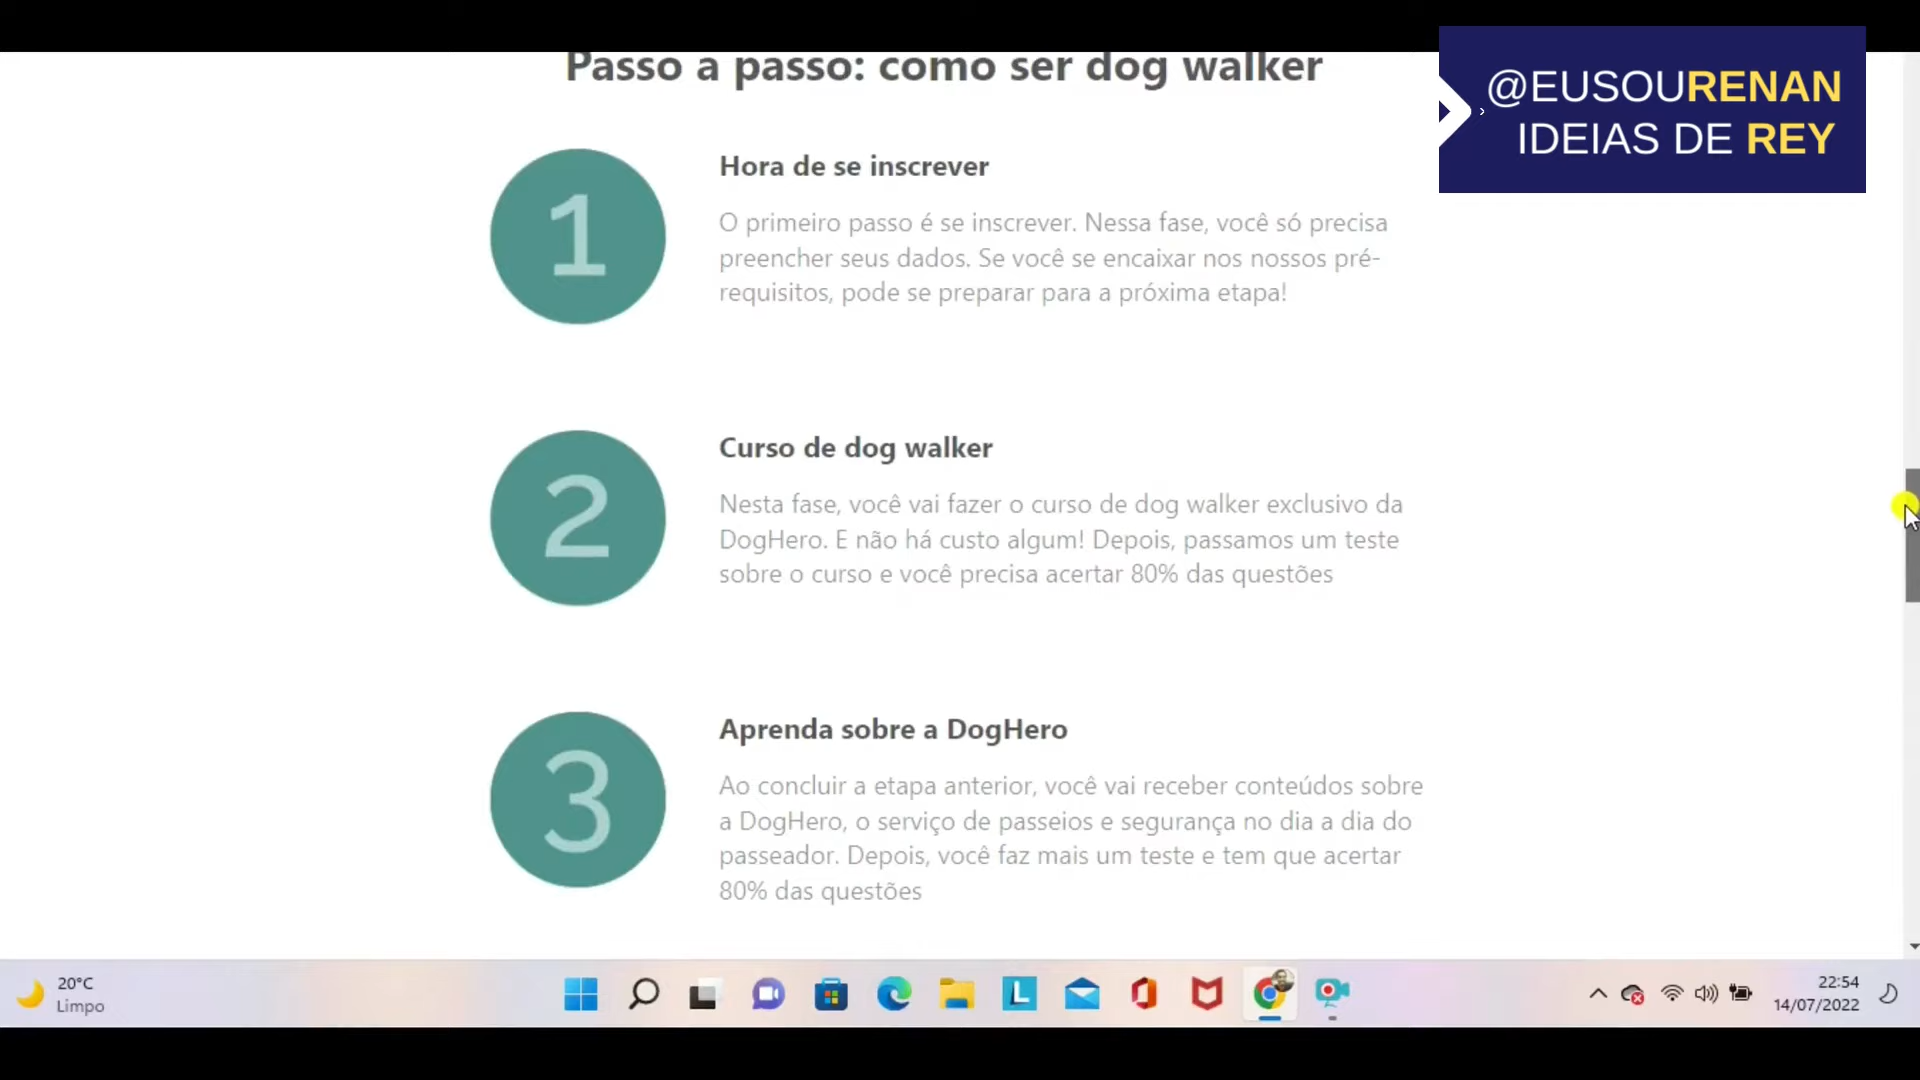 Passo a passo: como ser dog walker
@EUSOURENAN
IDEIAS DE REY
1
Hora de se inscrever
O primeiro passo é se inscrever. Nessa fase, você só precisa
preencher seus dados. Se você se encaixar nos nossos pré-
requisitos, pode se preparar para a próxima etapa!
2
Curso de dog walker
Nesta fase, você vai fazer o curso de dog walker exclusivo da
DogHero. E não há custo algum! Depois, passamos um teste
sobre o curso e você precisa acertar 80% das questões
3
Aprenda sobre a DogHero
Ao concluir a etapa anterior, você vai receber conteúdos sobre
a DogHero, o serviço de passeios e segurança no dia a dia do
passeador. Depois, você faz mais um teste e tem que acertar
80% das questões
20°C
Limpo
L
22:54
14/07/2022